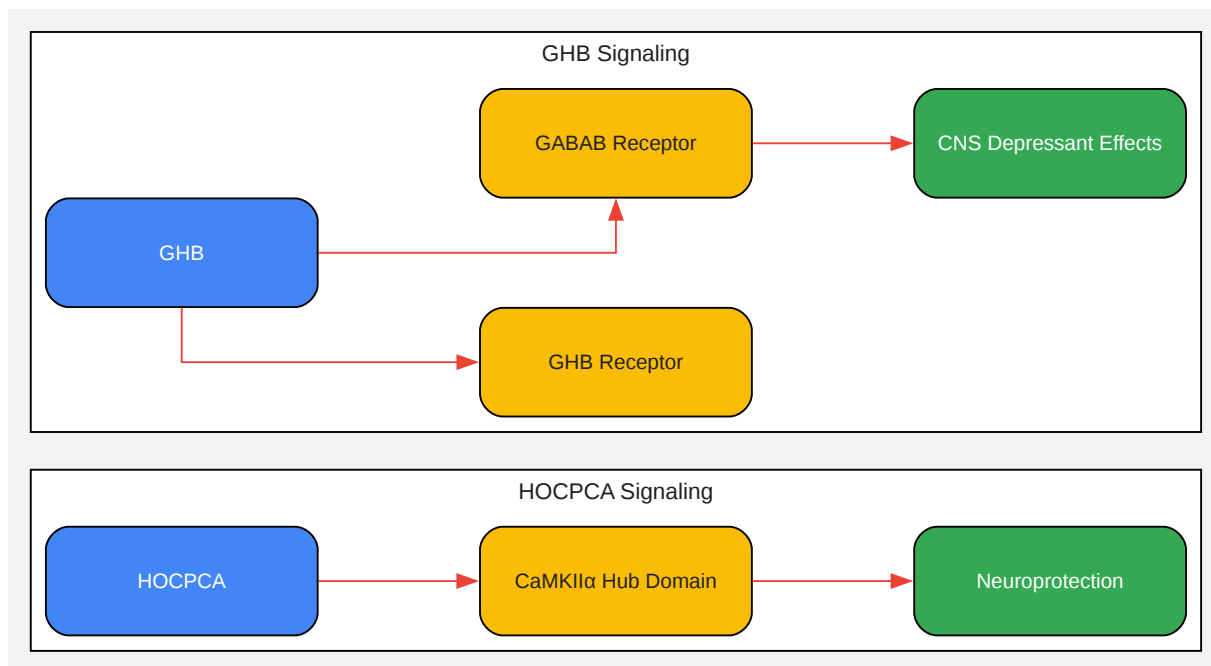 GHB Signaling
GABAB Receptor
CNS Depressant Effects
GHB
GHB Receptor
HOCPCA Signaling
HOCPCA
CaMKIIα Hub Domain
Neuroprotection